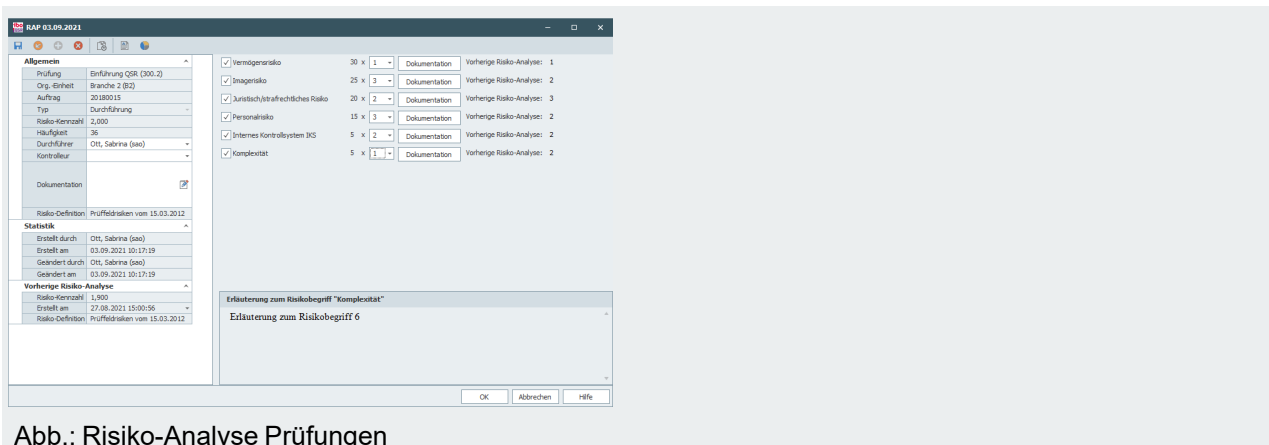 RAP 03.09.2021
Allgemein
Prüfung Einführung QSR (300.2)
Org.-Einheit Branche 2 (B2)
Auftrag 20180015
Typ Durchführung
Risiko-Kennzahl 2,000
Häufigkeit 36
Durchführer Ott, Sabrina (sao)
Kontrolleur
Dokumentation
Risiko-Definition Prüffeldrisiken vom 15.03.2012
Statistik
Erstellt durch Ott, Sabrina (sao)
Erstellt am 03.09.2021 10:17:19
Geändert durch Ott, Sabrina (sao)
Geändert am 03.09.2021 10:17:19
Vorherige Risiko-Analyse
Risiko-Kennzahl 1,900
Erstellt am 27.08.2021 15:00:56
Risiko-Definition Prüffeldrisiken vom 15.03.2012
Vermögensrisiko 30 x 1 Dokumentation Vorherige Risiko-Analyse: 1
Imagerisiko 25 x 3 Dokumentation Vorherige Risiko-Analyse: 2
Juristisch/strafrechtliches Risiko 20 x 2 Dokumentation Vorherige Risiko-Analyse: 3
Personalrisiko 15 x 3 Dokumentation Vorherige Risiko-Analyse: 2
Internes Kontrollsystem IKS 5 x 2 Dokumentation Vorherige Risiko-Analyse: 2
Komplexität 5 x 1 Dokumentation Vorherige Risiko-Analyse: 2
Erläuterung zum Risikobegriff "Komplexität"
Erläuterung zum Risikobegriff 6
OK Abbrechen Hilfe
Abb.: Risiko-Analyse Prüfungen